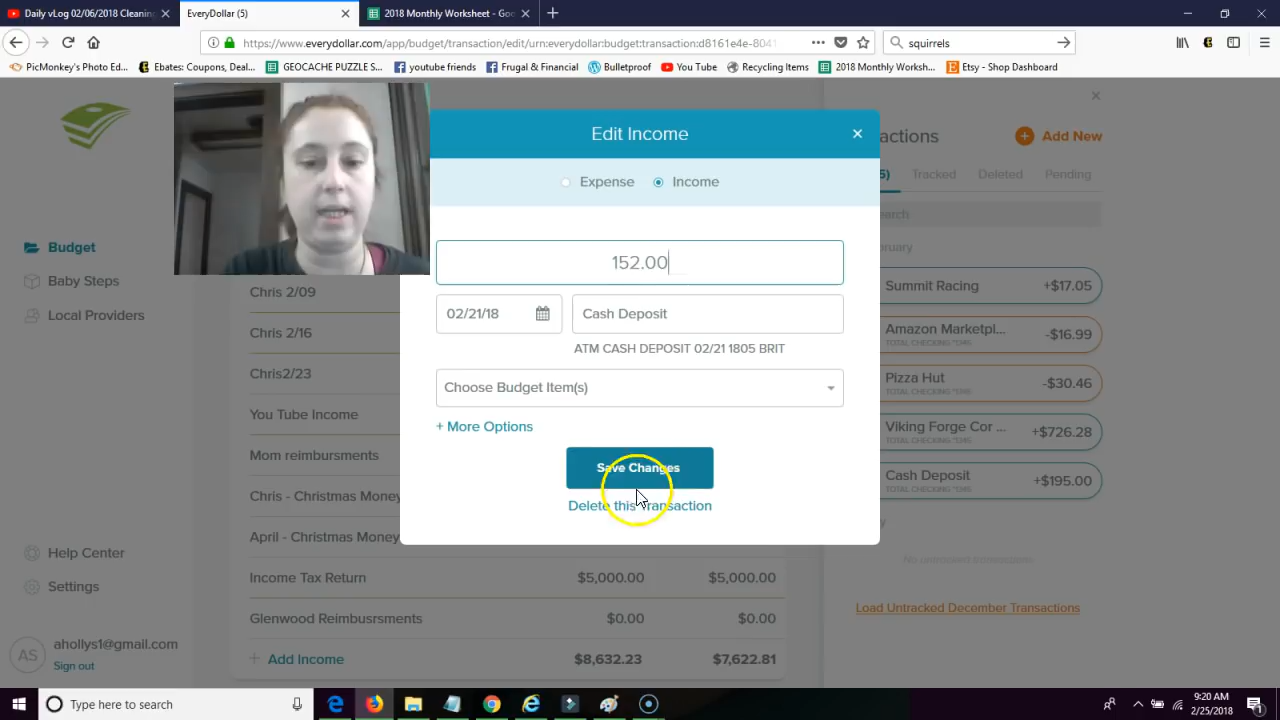 Daily vLog 02/06/2018 Cleaning
EveryDollar (5)
2018 Monthly Worksheet - Goo
https://www.everydollar.com/app/budget/transaction/edit/urn:everydollar:budget:transaction:d8161e4e-8041
squirrels
PicMonkey's Blog
Ebates: Coupons, Deal...
GEOCACHE PUZZLE S...
youtube friends
Frugal & Financial
Bulletproof
You Tube
Recycling Items
2018 Monthly Worksh...
Etsy - Shop Dashboard
Budget
Baby Steps
Local Providers
Help Center
Settings
AS
ahollys1@gmail.com
Sign out
Chris 2/09
Chris 2/16
Chris2/23
You Tube Income
Mom reimbursments
Chris - Christmas Money
April - Christmas Money
Income Tax Return $5,000.00 $5,000.00
Glenwood Reimbusrsments $0.00 $0.00
+ Add Income $8,632.23 $7,622.81
Edit Income
Expense Income
152.00
02/21/18 Cash Deposit
ATM CASH DEPOSIT 02/21 1805 BRIT
Choose Budget Item(s)
+ More Options
Save Changes
Delete this Transaction
actions
Add New
5) Tracked Deleted Pending
earch
bruary
Summit Racing +$17.05
Amazon Marketpl... -$16.99
Pizza Hut -$30.46
Viking Forge Cor ... +$726.28
Cash Deposit +$195.00
y
Load Untracked December Transactions
Type here to search
9:20 AM
2/25/2018